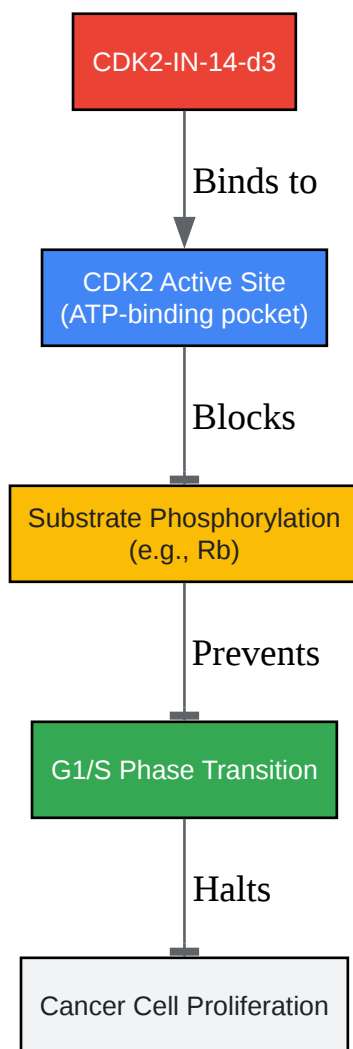 CDK2-IN-14-d3
Binds to
CDK2 Active Site
(ATP-binding pocket)
Blocks
Substrate Phosphorylation
(e.g., Rb)
Prevents
G1/S Phase Transition
Halts
Cancer Cell Proliferation